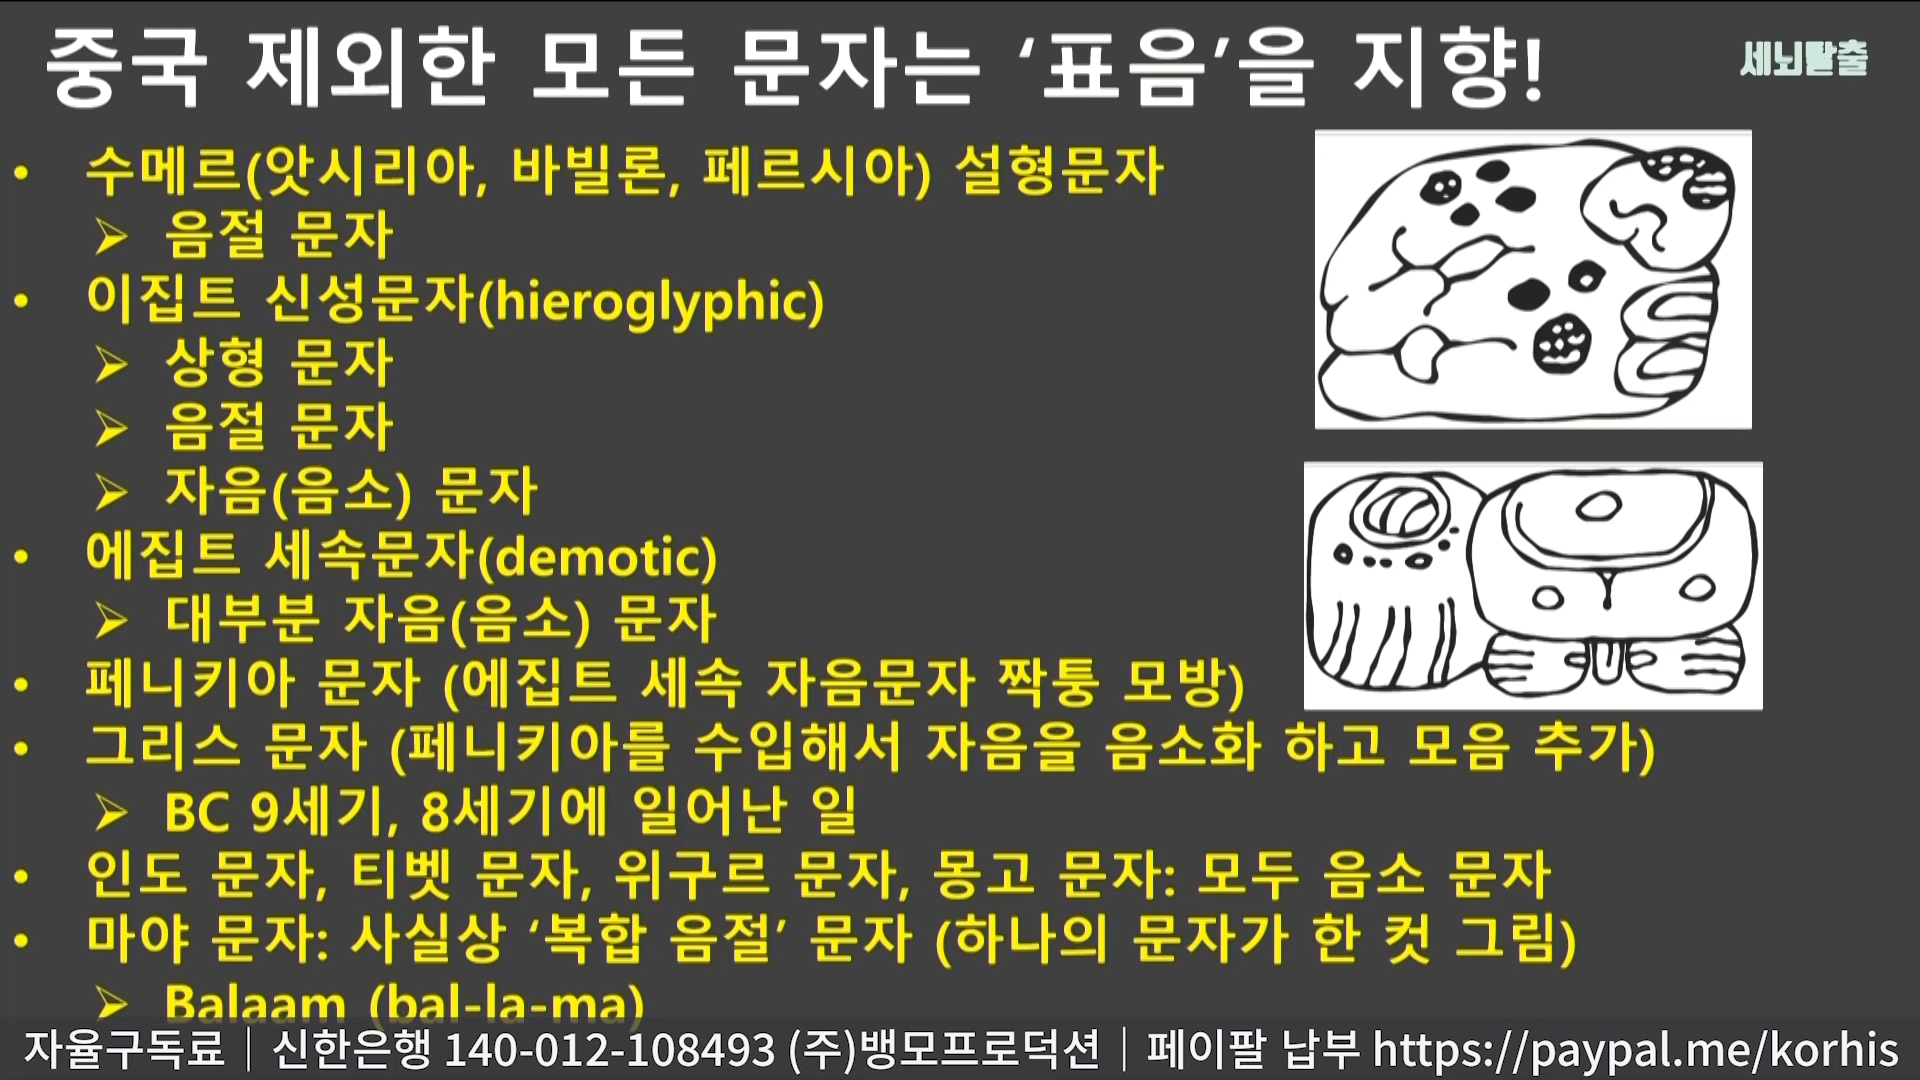 중국 제외한 모든 문자는 ‘표음’을 지향!
세뇌탈출
• 수메르(앗시리아, 바빌론, 페르시아) 설형문자
➢ 음절 문자
• 이집트 신성문자(hieroglyphic)
➢ 상형 문자
➢ 음절 문자
➢ 자음(음소) 문자
• 에집트 세속문자(demotic)
➢ 대부분 자음(음소) 문자
• 페니키아 문자 (에집트 세속 자음문자 짝퉁 모방)
• 그리스 문자 (페니키아를 수입해서 자음을 음소화 하고 모음 추가)
➢ BC 9세기, 8세기에 일어난 일
• 인도 문자, 티벳 문자, 위구르 문자, 몽고 문자: 모두 음소 문자
• 마야 문자: 사실상 ‘복합 음절’ 문자 (하나의 문자가 한 컷 그림)
➢ Balaam (bal-la-ma)
자율구독료｜신한은행 140-012-108493 (주)뱅모프로덕션｜페이팔 납부 https://paypal.me/korhis